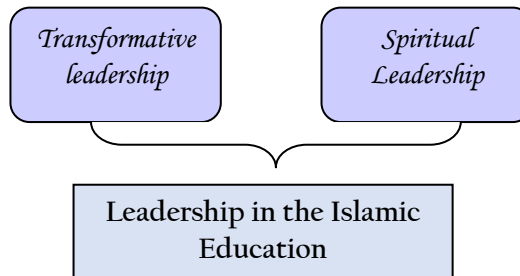 Transformative
leadership
Spiritual
Leadership
Leadership in the Islamic
Education